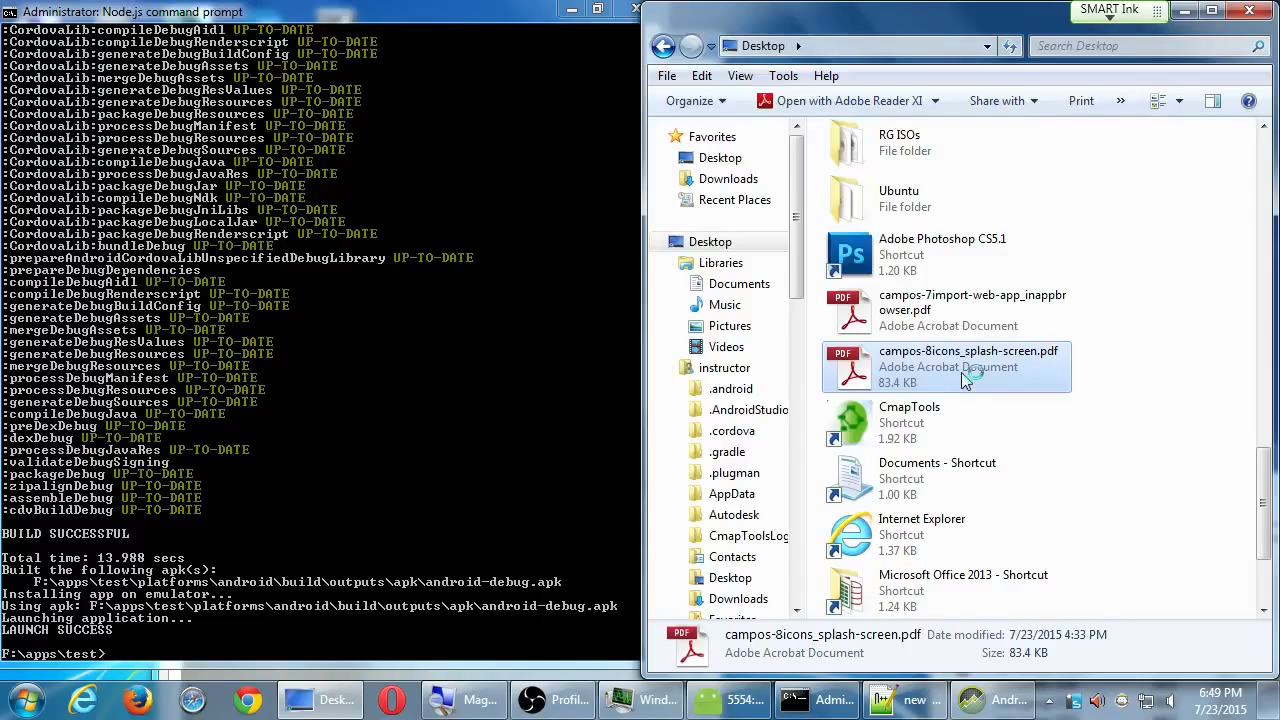 Administrator: Node.js command prompt
:CordovaLib:compileDebugAidl UP-TO-DATE
:CordovaLib:compileDebugRenderscript UP-TO-DATE
:CordovaLib:generateDebugBuildConfig UP-TO-DATE
:CordovaLib:generateDebugAssets UP-TO-DATE
:CordovaLib:mergeDebugAssets UP-TO-DATE
:CordovaLib:generateDebugResValues UP-TO-DATE
:CordovaLib:generateDebugResources UP-TO-DATE
:CordovaLib:packageDebugResources UP-TO-DATE
:CordovaLib:processDebugManifest UP-TO-DATE
:CordovaLib:processDebugResources UP-TO-DATE
:CordovaLib:generateDebugSources UP-TO-DATE
:CordovaLib:compileDebugJava UP-TO-DATE
:CordovaLib:processDebugJavaRes UP-TO-DATE
:CordovaLib:packageDebugJar UP-TO-DATE
:CordovaLib:compileDebugNdk UP-TO-DATE
:CordovaLib:packageDebugJniLibs UP-TO-DATE
:CordovaLib:packageDebugLocalJar UP-TO-DATE
:CordovaLib:packageDebugRenderscript UP-TO-DATE
:CordovaLib:bundleDebug UP-TO-DATE
:prepareAndroidCordovaLibUnspecifiedDebugLibrary UP-TO-DATE
:prepareDebugDependencies
:compileDebugAidl UP-TO-DATE
:compileDebugRenderscript UP-TO-DATE
:generateDebugBuildConfig UP-TO-DATE
:generateDebugAssets UP-TO-DATE
:mergeDebugAssets UP-TO-DATE
:generateDebugResValues UP-TO-DATE
:generateDebugResources UP-TO-DATE
:mergeDebugResources UP-TO-DATE
:processDebugManifest UP-TO-DATE
:processDebugResources UP-TO-DATE
:generateDebugSources UP-TO-DATE
:compileDebugJava UP-TO-DATE
:preDexDebug UP-TO-DATE
:dexDebug UP-TO-DATE
:processDebugJavaRes UP-TO-DATE
:validateDebugSigning
:packageDebug UP-TO-DATE
:zipalignDebug UP-TO-DATE
:assembleDebug UP-TO-DATE
:cdvBuildDebug UP-TO-DATE
BUILD SUCCESSFUL
Total time: 13.988 secs
Built the following apk(s):
F:\apps\test\platforms\android\build\outputs\apk\android-debug.apk
Installing app on emulator...
Using apk: F:\apps\test\platforms\android\build\outputs\apk\android-debug.apk
Launching application...
LAUNCH SUCCESS
F:\apps\test>
SMART Ink
Desktop
Search Desktop
File Edit View Tools Help
Organize Open with Adobe Reader XI Share with Print »
Favorites
Desktop
Downloads
Recent Places
Desktop
Libraries
Documents
Music
Pictures
Videos
instructor
.android
.AndroidStudio
.cordova
.gradle
.plugman
AppData
Autodesk
CmapToolsLog
Contacts
Desktop
Downloads
Favorites
RG ISOs
File folder
Ubuntu
File folder
Adobe Photoshop CS5.1
Shortcut
1.20 KB
campos-7import-web-app_inappbr
owser.pdf
Adobe Acrobat Document
campos-8icons_splash-screen.pdf
Adobe Acrobat Document
83.4 KB
CmapTools
Shortcut
1.92 KB
Documents - Shortcut
Shortcut
1.00 KB
Internet Explorer
Shortcut
1.37 KB
Microsoft Office 2013 - Shortcut
Shortcut
1.24 KB
campos-8icons_splash-screen.pdf Date modified: 7/23/2015 4:33 PM
Adobe Acrobat Document Size: 83.4 KB
Desk... Mag... Profil... Wind... 5554:... Admi... new ... Andr...
6:49 PM
7/23/2015